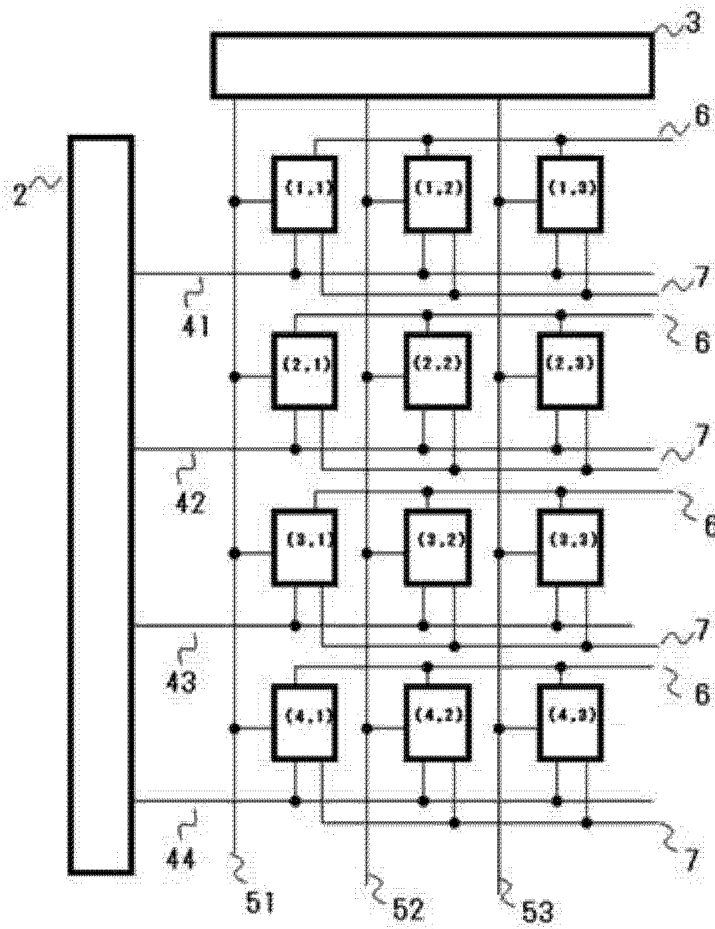 3
6
2
(1,1) (1,2) (1,3)
41
7
6
(2,1) (2,2) (2,3)
42
7
6
(3,1) (3,2) (3,3)
43
7
6
(4,1) (4,2) (4,3)
44
7
51 52 53